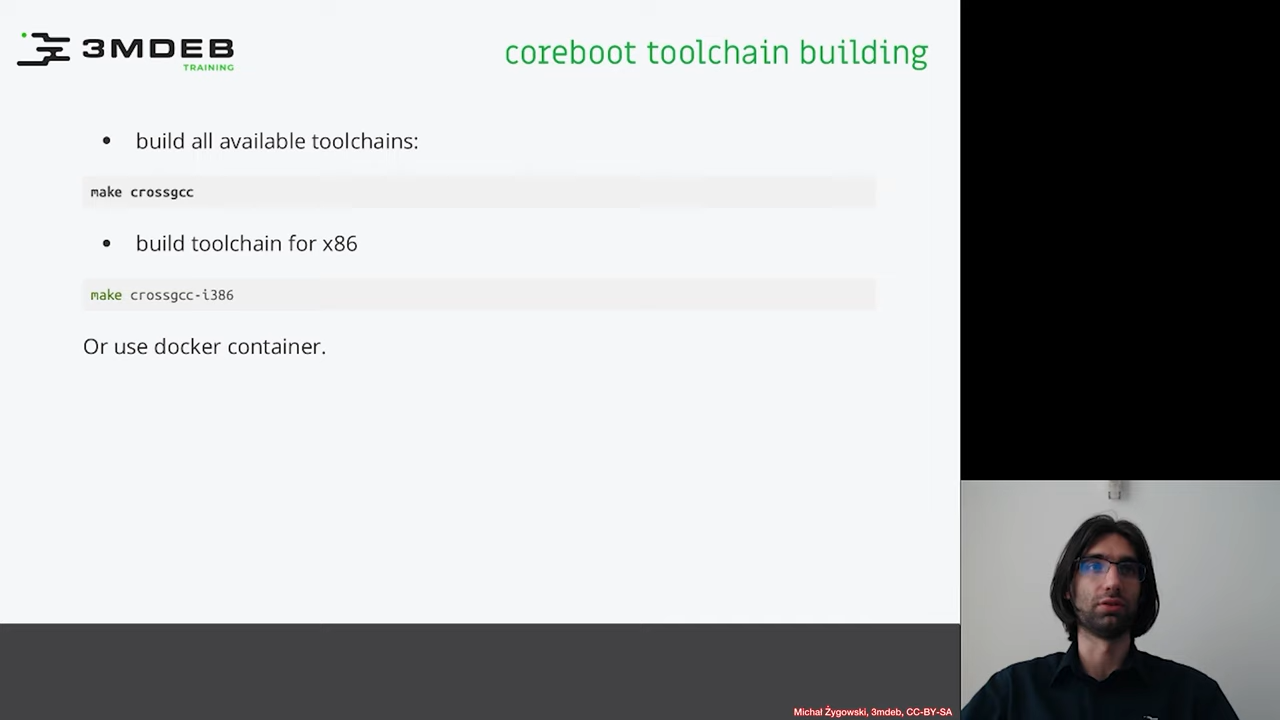 3MDEB
TRAINING
coreboot toolchain building
• build all available toolchains:
make crossgcc
• build toolchain for x86
make crossgcc-i386
Or use docker container.
Michał Żygowski, 3mdeb, CC-BY-SA